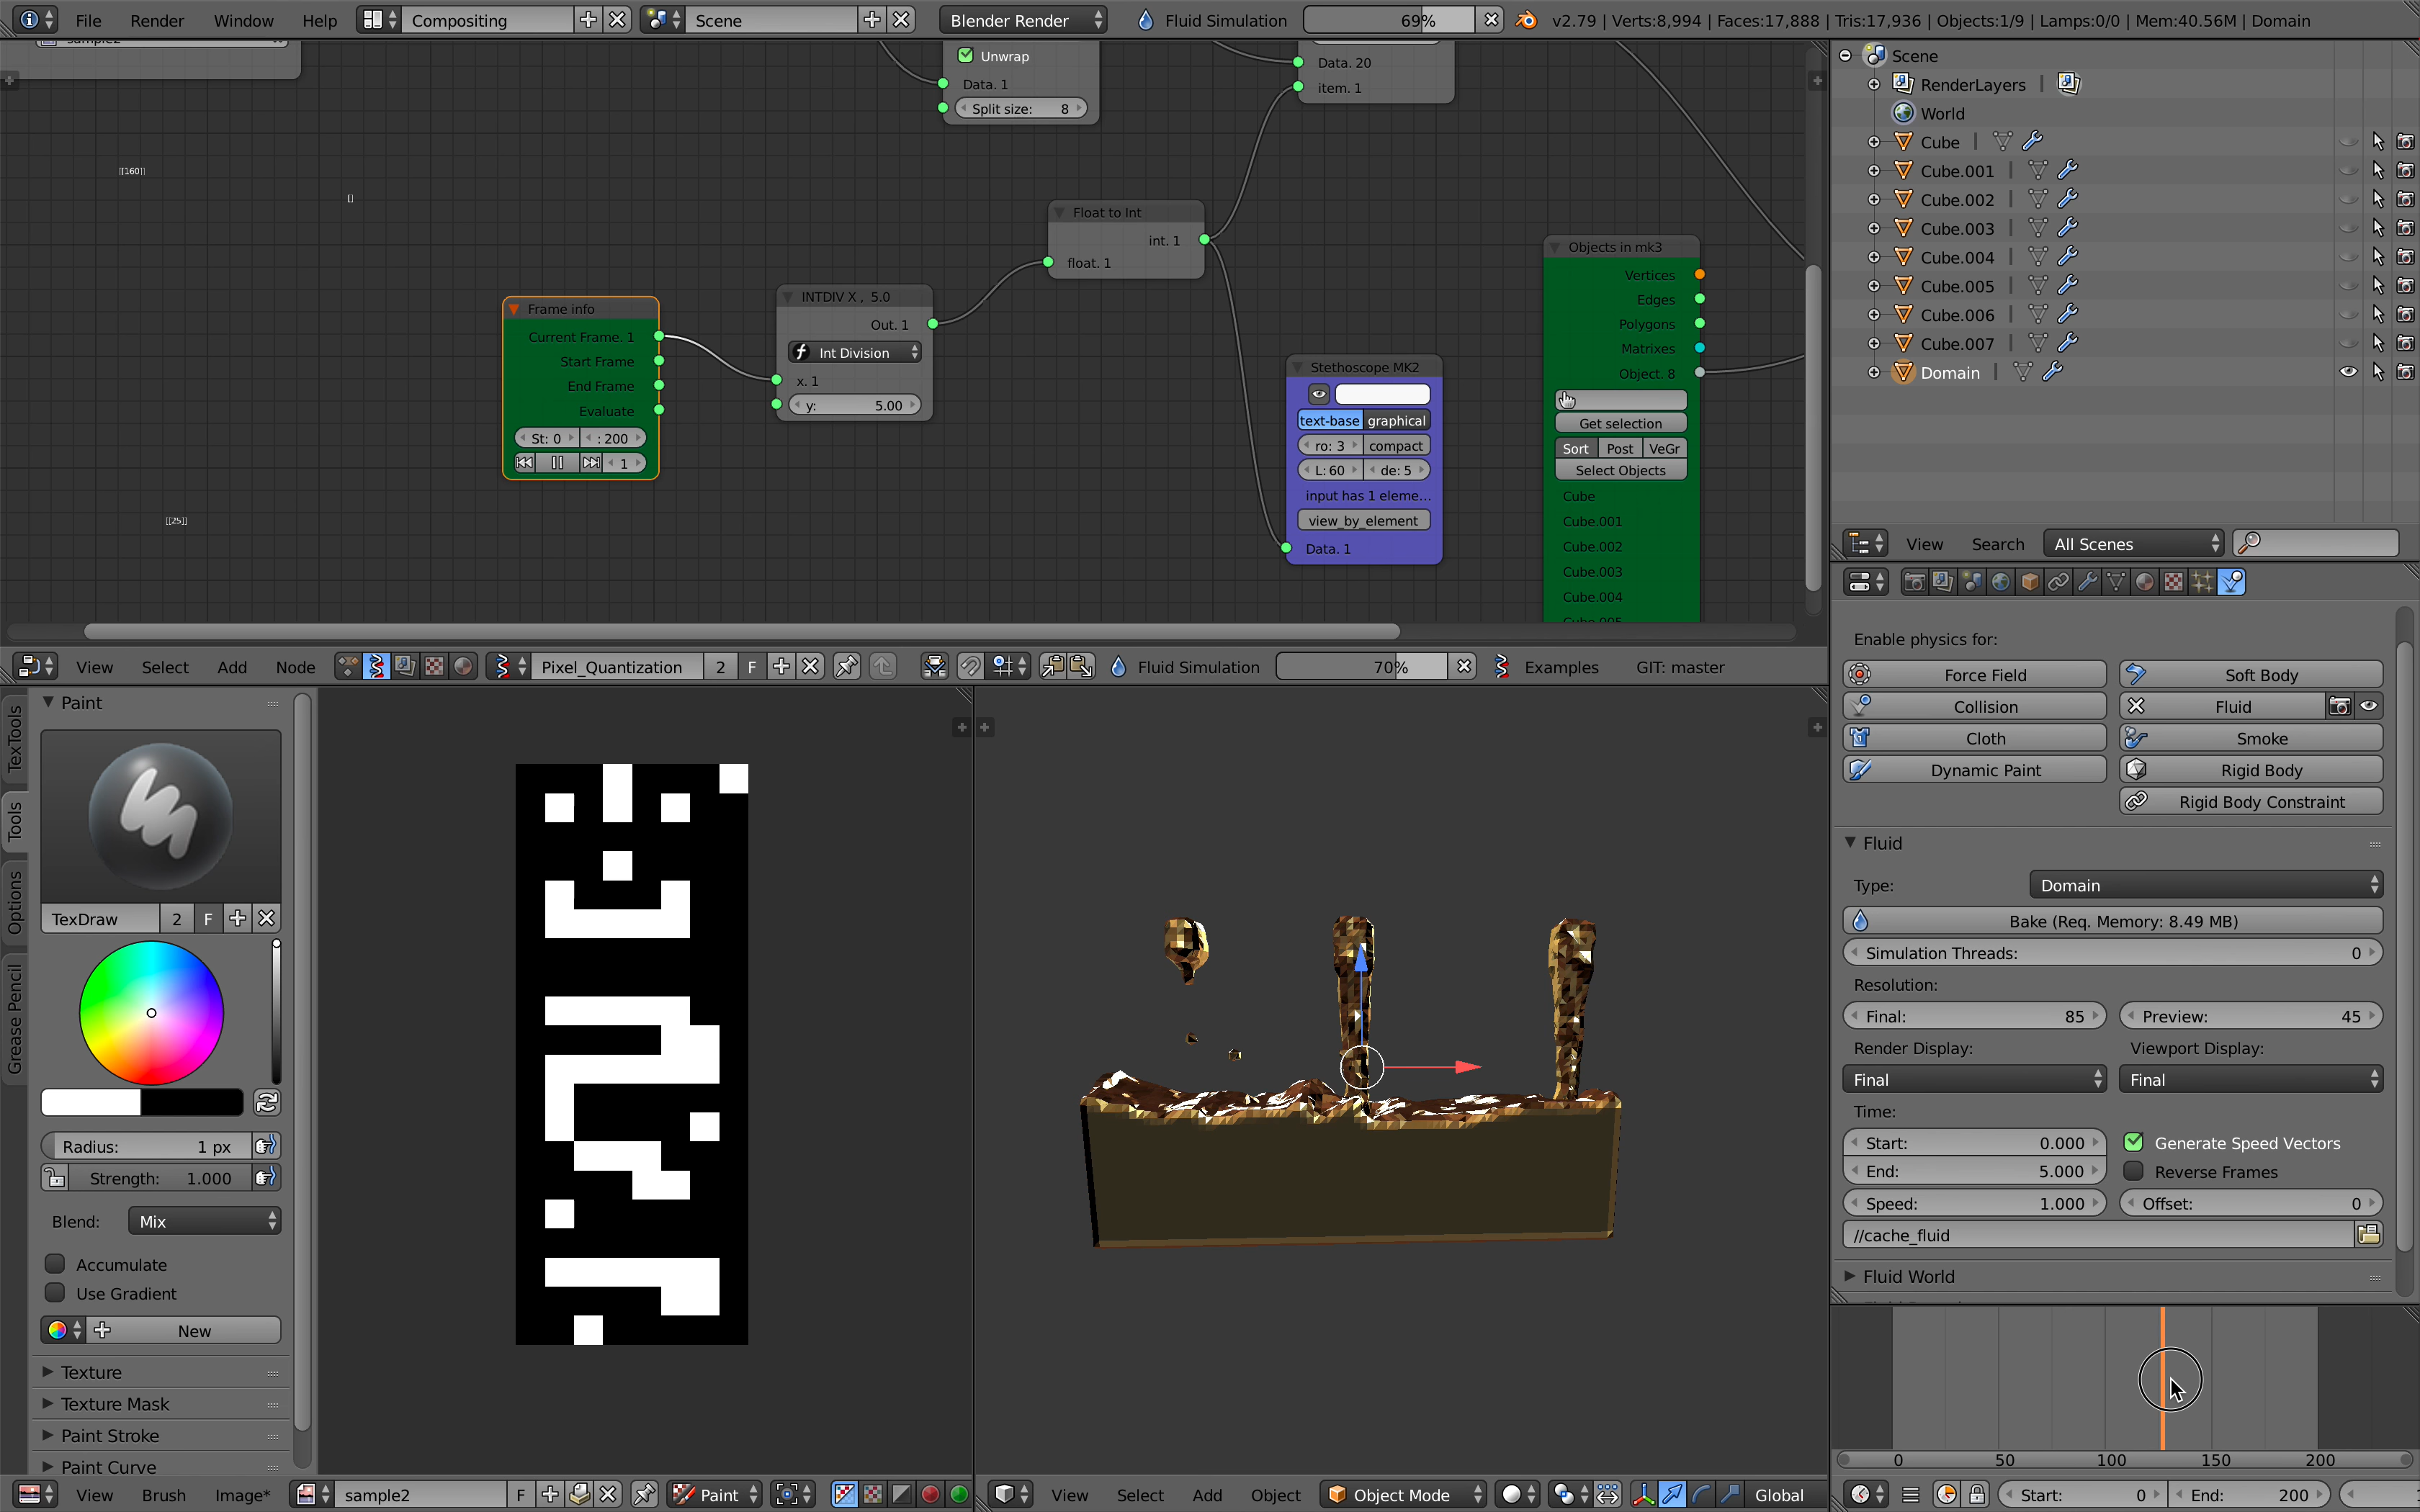 File Render Window Help Compositing Scene Blender Render Fluid Simulation 69% v2.79 | Verts:8,994 | Faces:17,888 | Tris:17,936 | Objects:1/9 | Lamps:0/0 | Mem:40.56M | Domain
sample2
Unwrap
Data. 1
Split size: 8
Data. 20
item. 1
[[160]]
[]
[[25]]
Frame info
Current Frame. 1
Start Frame
End Frame
Evaluate
St: 0 : 200
1
INTDIV X , 5.0
Out. 1
Int Division
x. 1
y: 5.00
Float to Int
int. 1
float. 1
Stethoscope MK2
text-base graphical
ro: 3 compact
L: 60 de: 5
input has 1 eleme...
view_by_element
Data. 1
Objects in mk3
Vertices
Edges
Polygons
Matrixes
Object. 8
Get selection
Sort Post VeGr
Select Objects
Cube
Cube.001
Cube.002
Cube.003
Cube.004
Cube.005
View Select Add Node Pixel_Quantization 2 F Fluid Simulation 70% Examples GIT: master
Scene
RenderLayers
World
Cube
Cube.001
Cube.002
Cube.003
Cube.004
Cube.005
Cube.006
Cube.007
Domain
View Search All Scenes
Enable physics for:
Force Field Soft Body
Collision Fluid
Cloth Smoke
Dynamic Paint Rigid Body
Rigid Body Constraint
Fluid
Type: Domain
Bake (Req. Memory: 8.49 MB)
Simulation Threads: 0
Resolution:
Final: 85 Preview: 45
Render Display: Viewport Display:
Final Final
Time:
Start: 0.000 Generate Speed Vectors
End: 5.000 Reverse Frames
Speed: 1.000 Offset: 0
//cache_fluid
Fluid World
0 50 100 150 200
Start: 0 End: 200
TexTools
Tools
Options
Grease Pencil
Paint
TexDraw 2 F
Radius: 1 px
Strength: 1.000
Blend: Mix
Accumulate
Use Gradient
New
Texture
Texture Mask
Paint Stroke
Paint Curve
View Brush Image* sample2 F Paint
View Select Add Object Object Mode Global